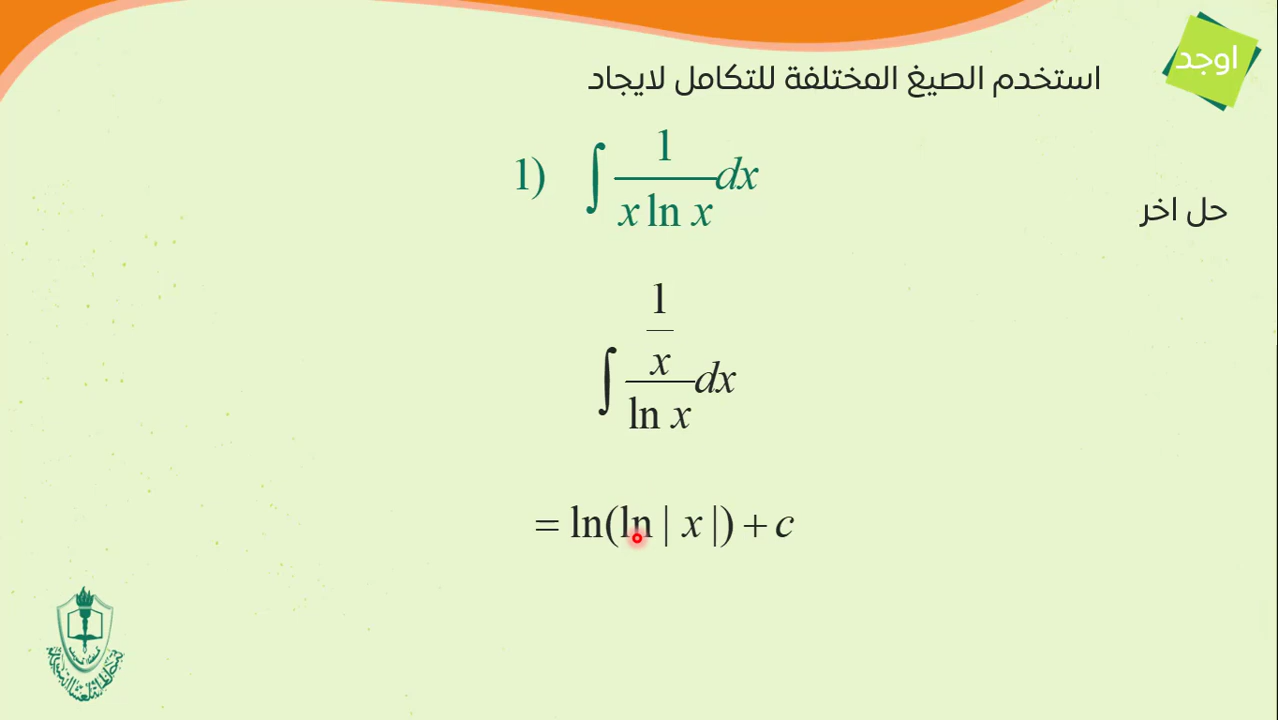 اوجد
استخدم الصيغ المختلفة للتكامل لايجاد
1) ∫ 1/(x ln x) dx
حل اخر
∫ (1/x)/(ln x) dx
= ln(ln | x |) + c